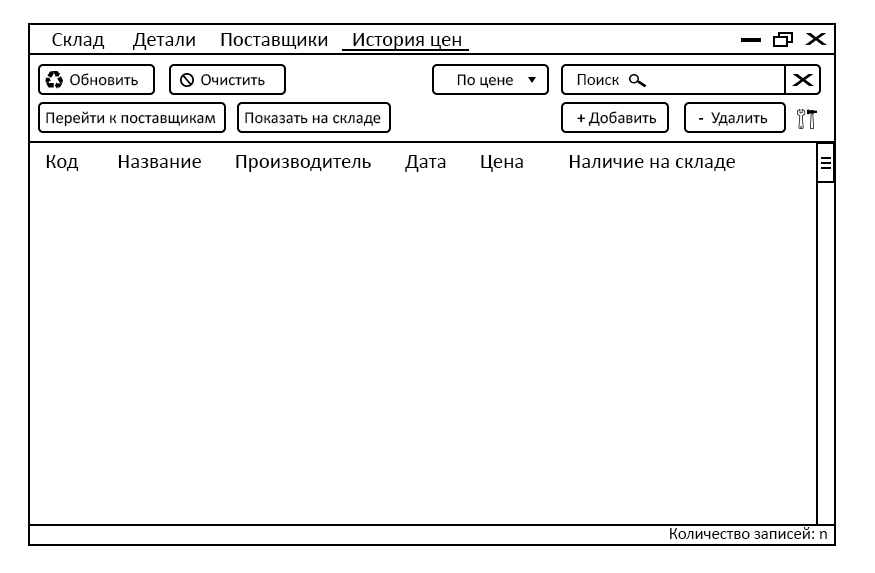 Склад Детали Поставщики История цен
Обновить Очистить По цене Поиск
Перейти к поставщикам Показать на складе + Добавить - Удалить
Код Название Производитель Дата Цена Наличие на складе
Количество записей: n